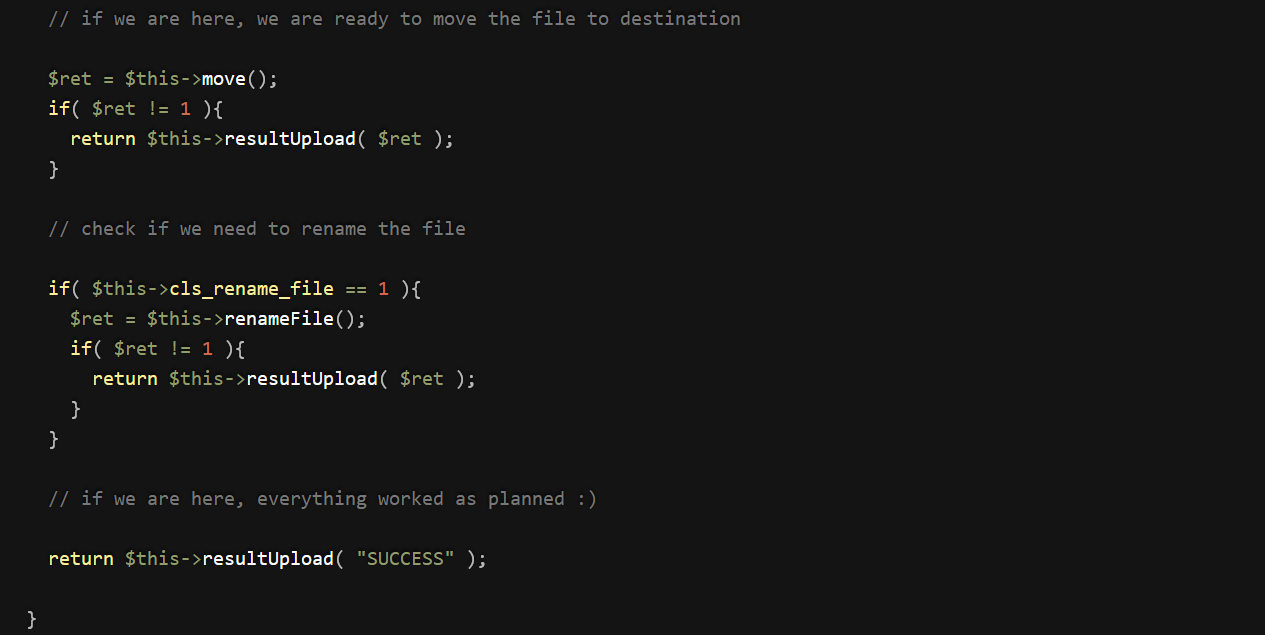 // if we are here, we are ready to move the file to destination
$ret = $this->move();
if( $ret != 1 ){
return $this->resultUpload( $ret );
}
// check if we need to rename the file
if( $this->cls_rename_file == 1 ){
$ret = $this->renameFile();
if( $ret != 1 ){
return $this->resultUpload( $ret );
}
}
// if we are here, everything worked as planned :)
return $this->resultUpload( "SUCCESS" );
}